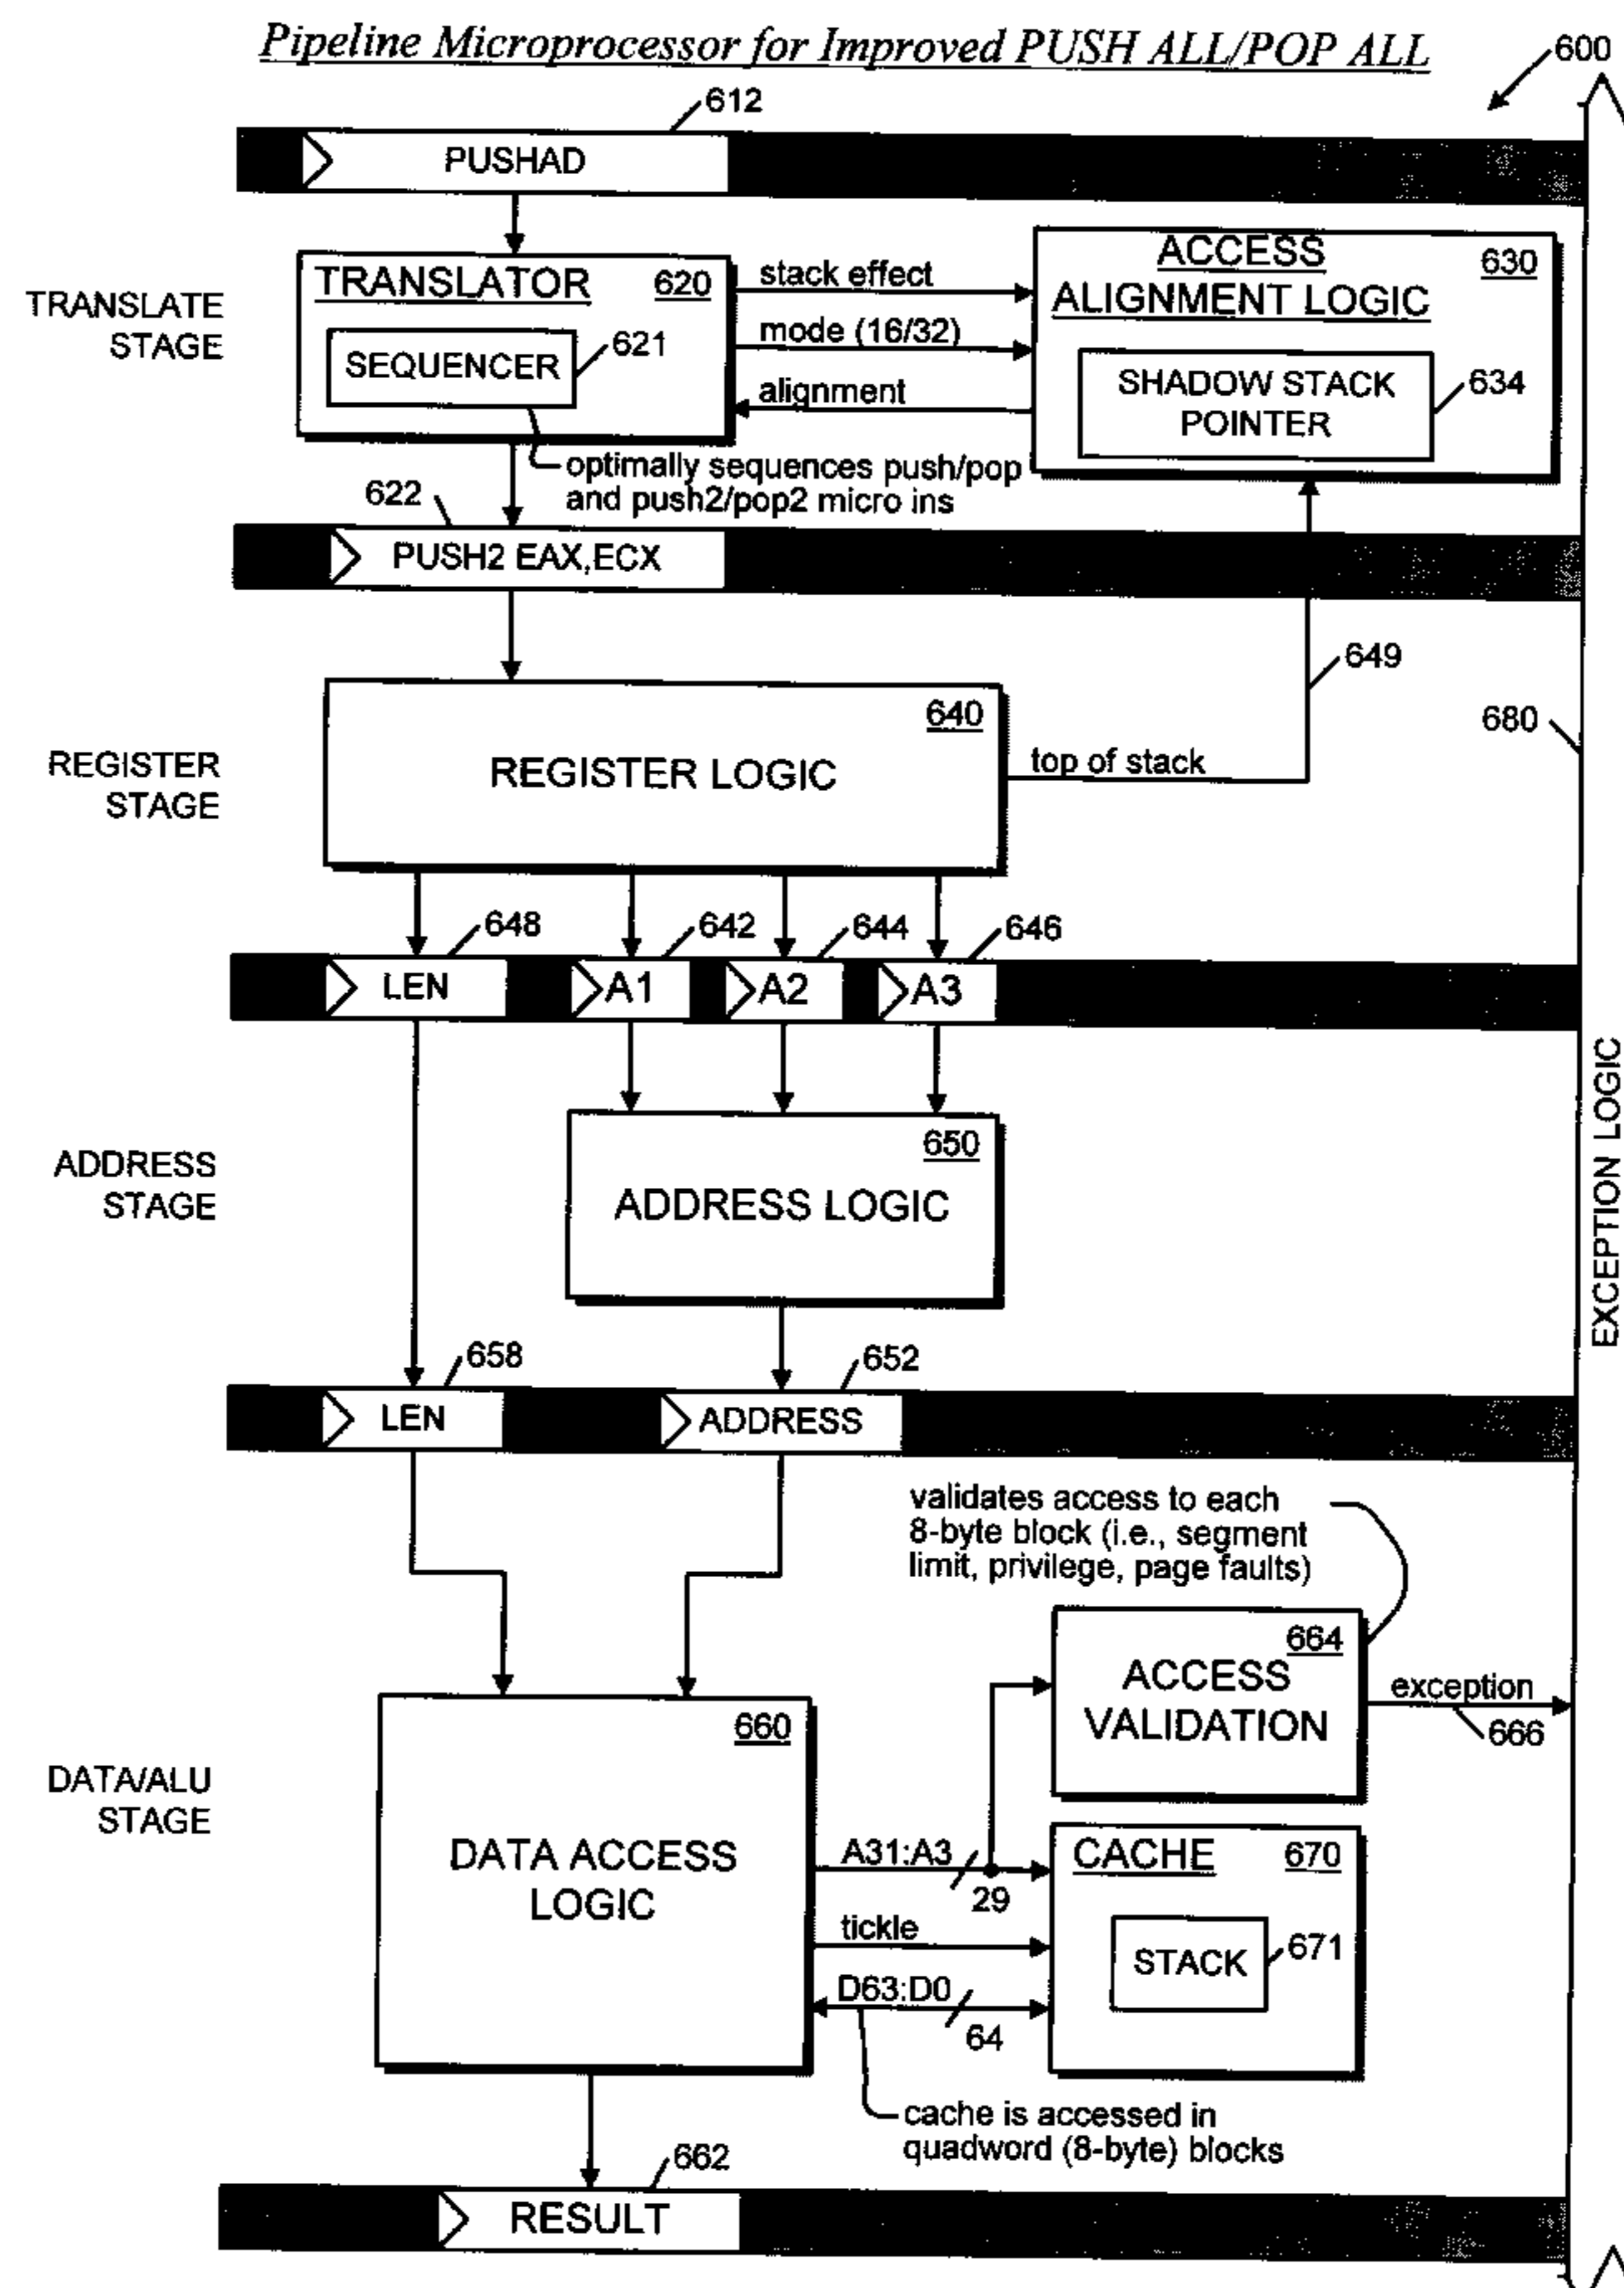 Pipeline Microprocessor for Improved PUSH ALL/POP ALL
600
612
PUSHAD
TRANSLATE
STAGE
TRANSLATOR
620
SEQUENCER
621
stack effect
mode (16/32)
alignment
ACCESS
ALIGNMENT LOGIC
630
SHADOW STACK
POINTER
634
optimally sequences push/pop
and push2/pop2 micro ins
622
PUSH2 EAX,ECX
649
680
REGISTER
STAGE
640
REGISTER LOGIC
top of stack
648
642
644
646
LEN
A1
A2
A3
EXCEPTION LOGIC
ADDRESS
STAGE
650
ADDRESS LOGIC
658
652
LEN
ADDRESS
validates access to each
8-byte block (i.e., segment
limit, privilege, page faults)
664
ACCESS
VALIDATION
exception
666
DATA/ALU
STAGE
660
DATA ACCESS
LOGIC
A31:A3
29
tickle
D63:D0
64
CACHE
670
STACK
671
cache is accessed in
quadword (8-byte) blocks
662
RESULT